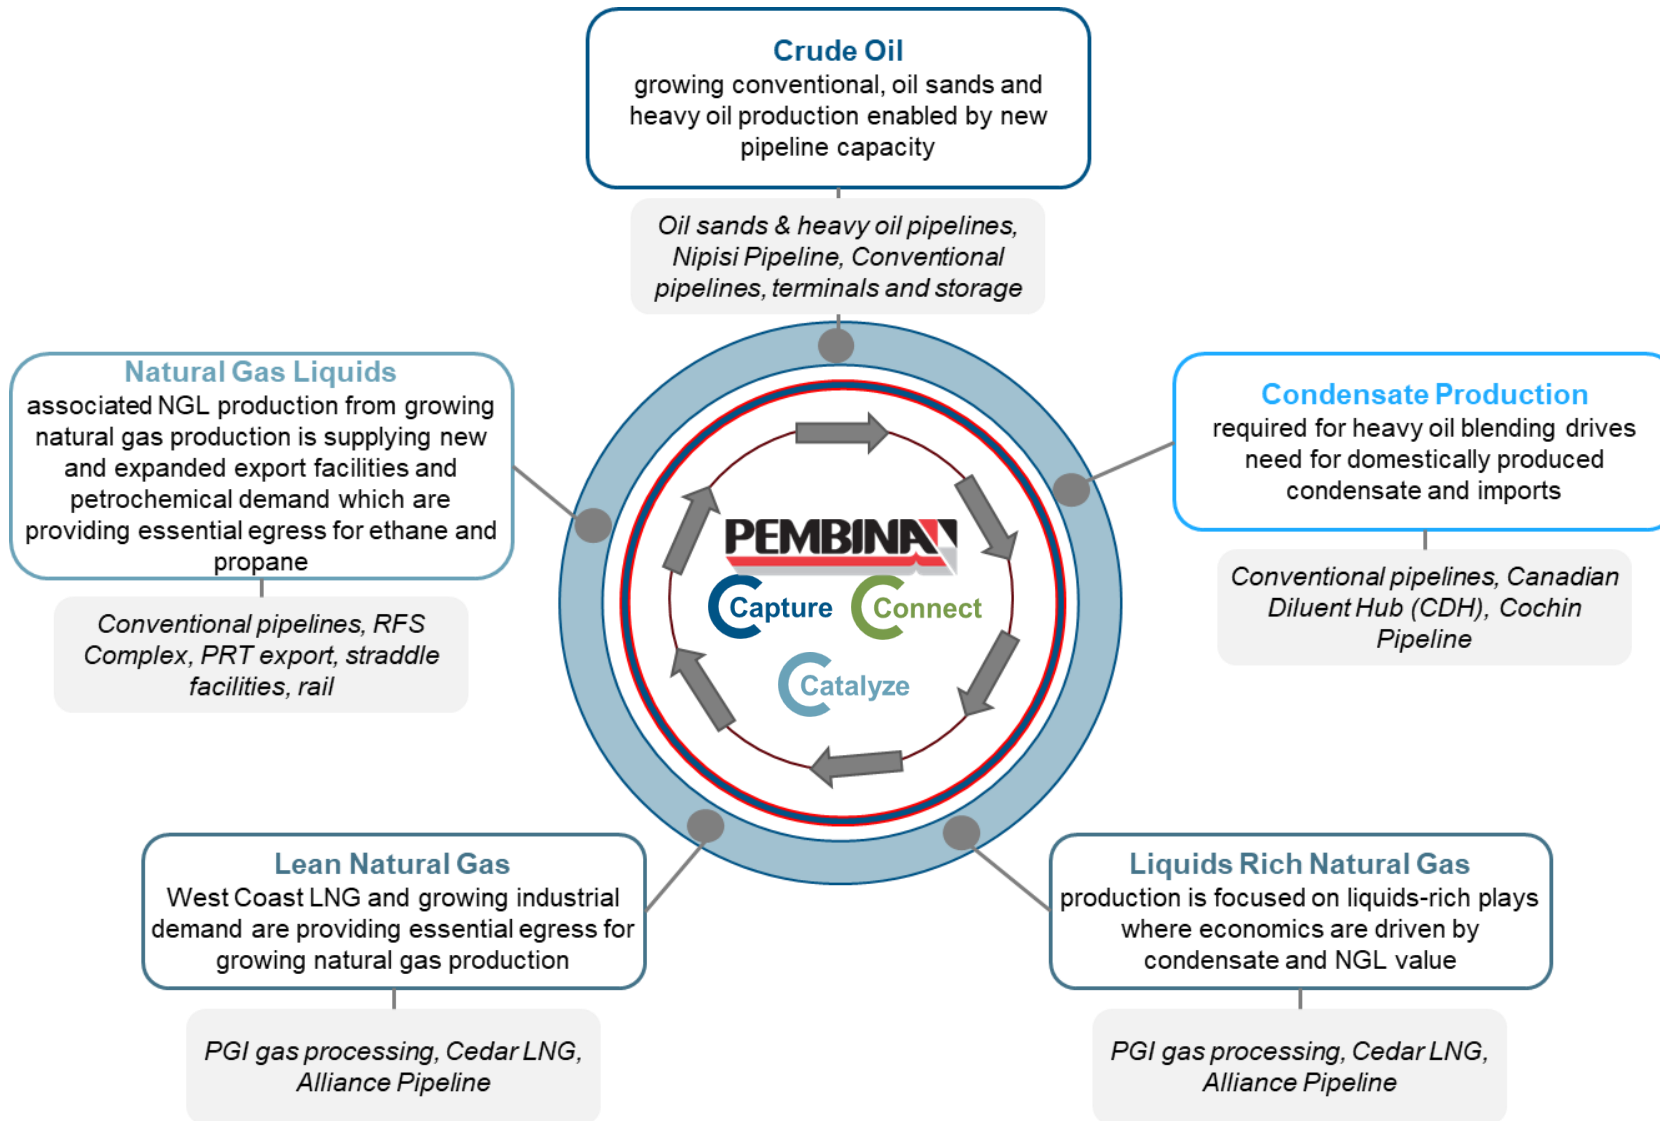 Crude Oil
growing conventional, oil sands and
heavy oil production enabled by new
pipeline capacity
Oil sands & heavy oil pipelines,
Nipisi Pipeline, Conventional
pipelines, terminals and storage
Natural Gas Liquids
associated NGL production from growing
natural gas production is supplying new
and expanded export facilities and
petrochemical demand which are
providing essential egress for ethane and
propane
Conventional pipelines, RFS
Complex, PRT export, straddle
facilities, rail
Condensate Production
required for heavy oil blending drives
need for domestically produced
condensate and imports
Conventional pipelines, Canadian
Diluent Hub (CDH), Cochin
Pipeline
PEMBINA
Capture
Connect
Catalyze
Lean Natural Gas
West Coast LNG and growing industrial
demand are providing essential egress for
growing natural gas production
PGI gas processing, Cedar LNG,
Alliance Pipeline
Liquids Rich Natural Gas
production is focused on liquids-rich plays
where economics are driven by
condensate and NGL value
PGI gas processing, Cedar LNG,
Alliance Pipeline